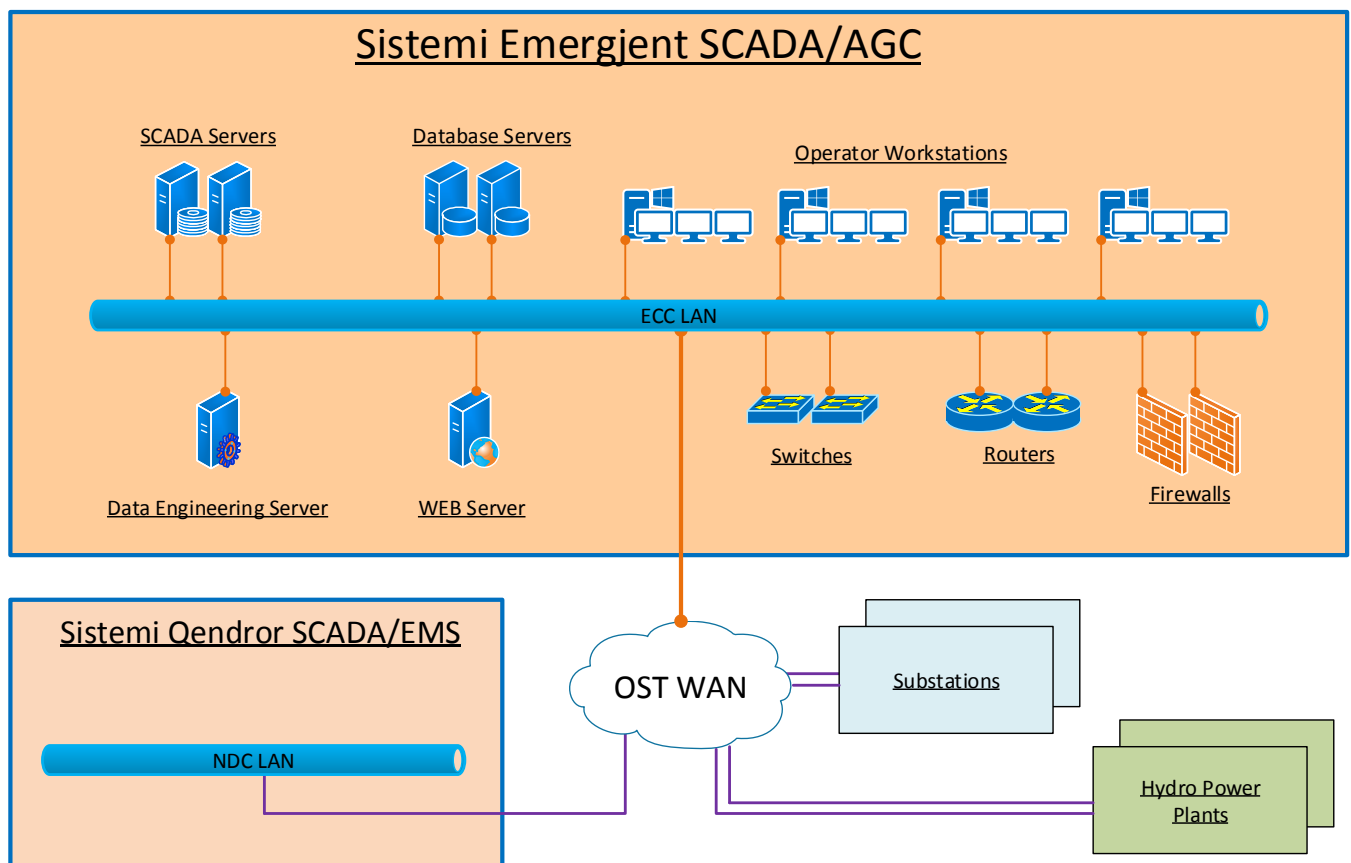 Sistemi Emergjent SCADA/AGC
SCADA Servers
Database Servers
Operator Workstations
ECC LAN
Data Engineering Server
WEB Server
Switches
Routers
Firewalls
Sistemi Qendror SCADA/EMS
NDC LAN
OST WAN
Substations
Hydro Power
Plants